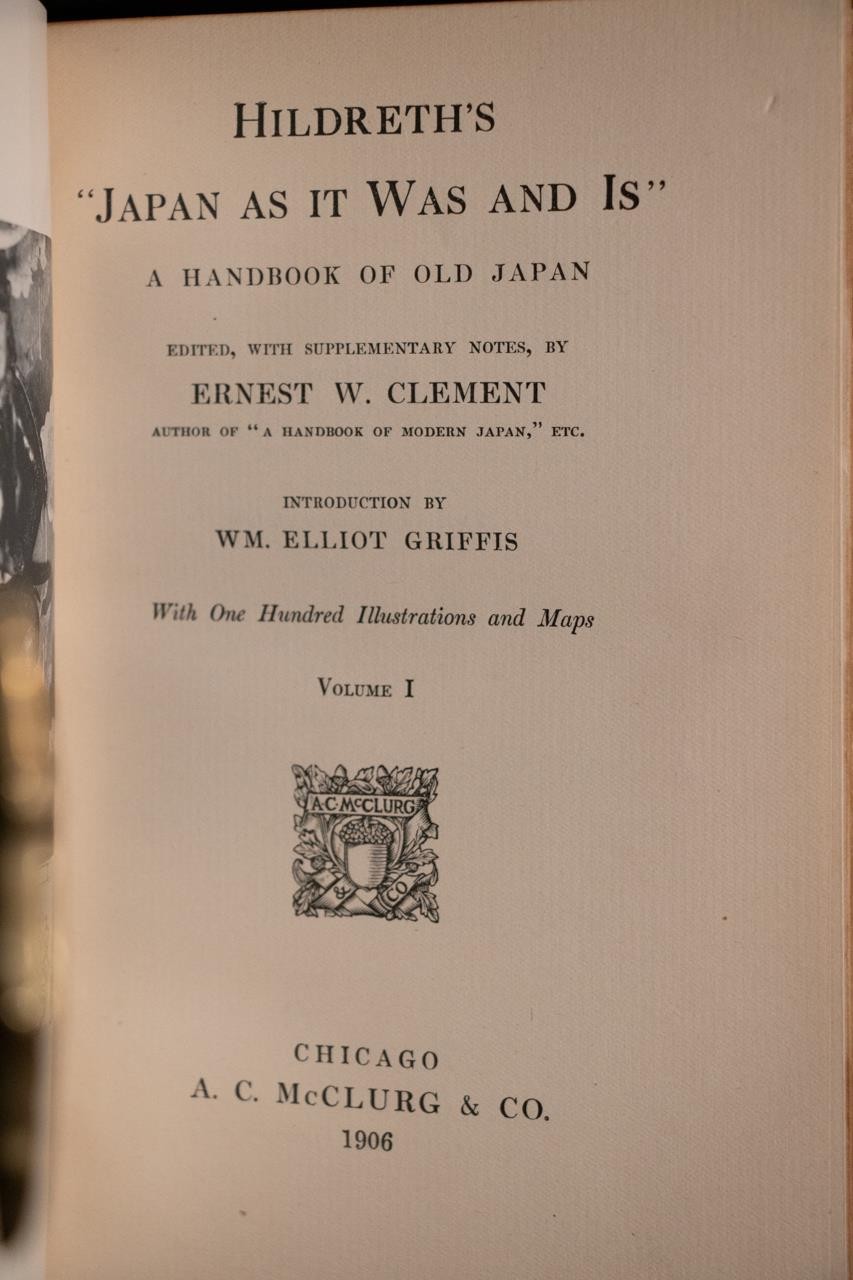 HILDRETH'S
"JAPAN AS IT WAS AND IS"
A HANDBOOK OF OLD JAPAN
EDITED, WITH SUPPLEMENTARY NOTES, BY
ERNEST W. CLEMENT
AUTHOR OF "A HANDBOOK OF MODERN JAPAN," ETC.
INTRODUCTION BY
WM. ELLIOT GRIFFIS
With One Hundred Illustrations and Maps
VOLUME I
A·C·McCLURG
& CO
CHICAGO
A. C. McCLURG & CO.
1906